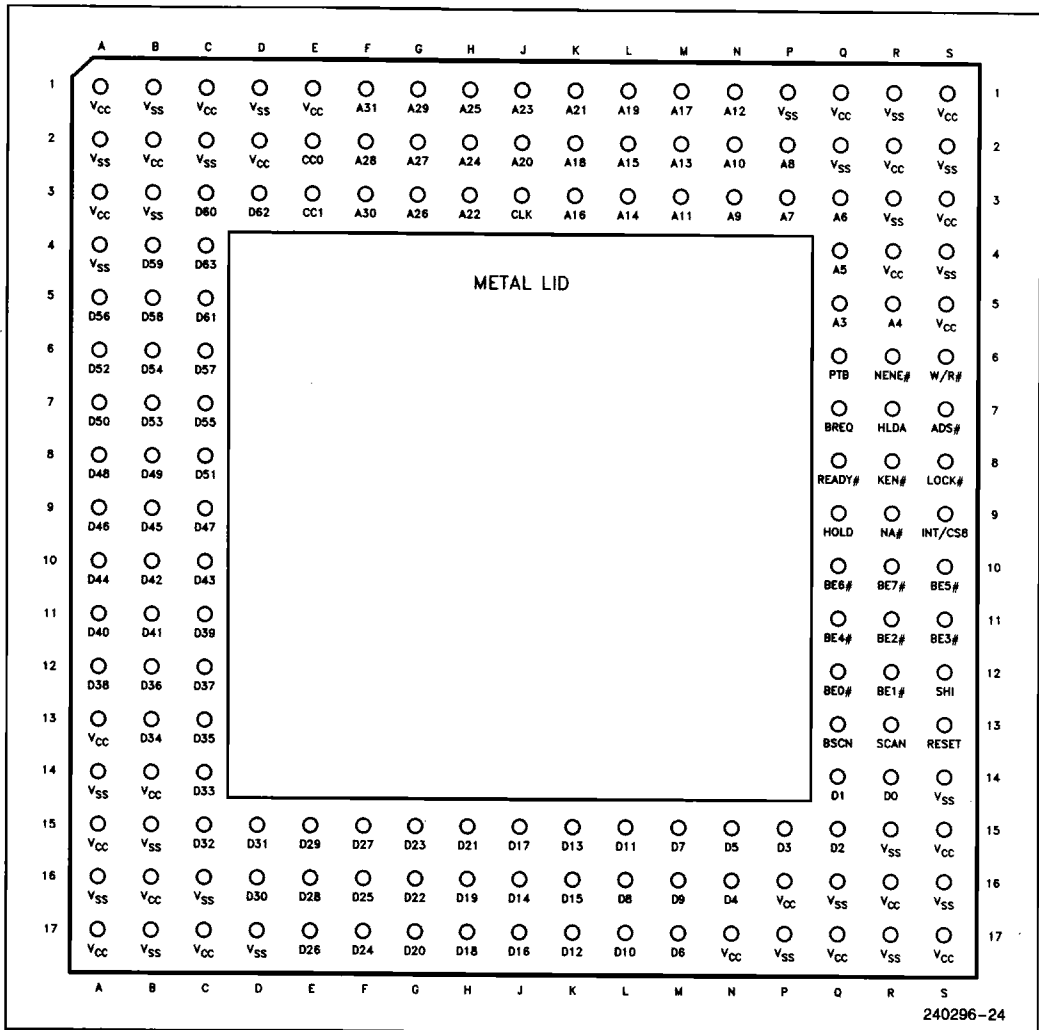 A B C D E F G H J K L M N P Q R S
1 1
VCC VSS VCC VSS VCC A31 A29 A25 A23 A21 A19 A17 A12 VSS VCC VSS VCC
2 2
VSS VCC VSS VCC CC0 A28 A27 A24 A20 A18 A15 A13 A10 A8 VSS VCC VSS
3 3
VCC VSS D60 D62 CC1 A30 A26 A22 CLK A16 A14 A11 A9 A7 A6 VSS VCC
4 4
VSS D59 D63 A5 VCC VSS
METAL LID
5 5
D56 D58 D61 A3 A4 VCC
6 6
D52 D54 D57 PTB NENE# W/R#
7 7
D50 D53 D55 BREQ HLDA ADS#
8 8
D48 D49 D51 READY# KEN# LOCK#
9 9
D46 D45 D47 HOLD NA# INT/CS8
10 10
D44 D42 D43 BE6# BE7# BE5#
11 11
D40 D41 D39 BE4# BE2# BE3#
12 12
D38 D36 D37 BE0# BE1# SHI
13 13
VCC D34 D35 BSCN SCAN RESET
14 14
VSS VCC D33 D1 D0 VSS
15 15
VCC VSS D32 D31 D29 D27 D23 D21 D17 D13 D11 D7 D5 D3 D2 VSS VCC
16 16
VSS VCC VSS D30 D28 D25 D22 D19 D14 D15 D8 D9 D4 VCC VSS VCC VSS
17 17
VCC VSS VCC VSS D26 D24 D20 D18 D16 D12 D10 D6 VCC VSS VCC VSS VCC
A B C D E F G H J K L M N P Q R S
240296-24